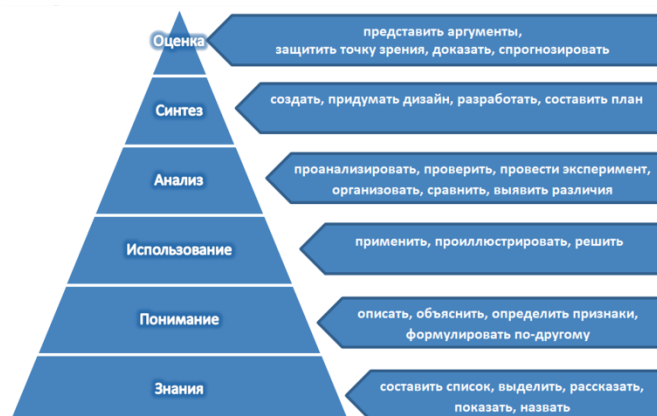 Оценка
представить аргументы,
защитить точку зрения, доказать, спрогнозировать
Синтез
создать, придумать дизайн, разработать, составить план
Анализ
проанализировать, проверить, провести эксперимент,
организовать, сравнить, выявить различия
Использование
применить, проиллюстрировать, решить
Понимание
описать, объяснить, определить признаки,
формулировать по-другому
Знания
составить список, выделить, рассказать,
показать, назвать